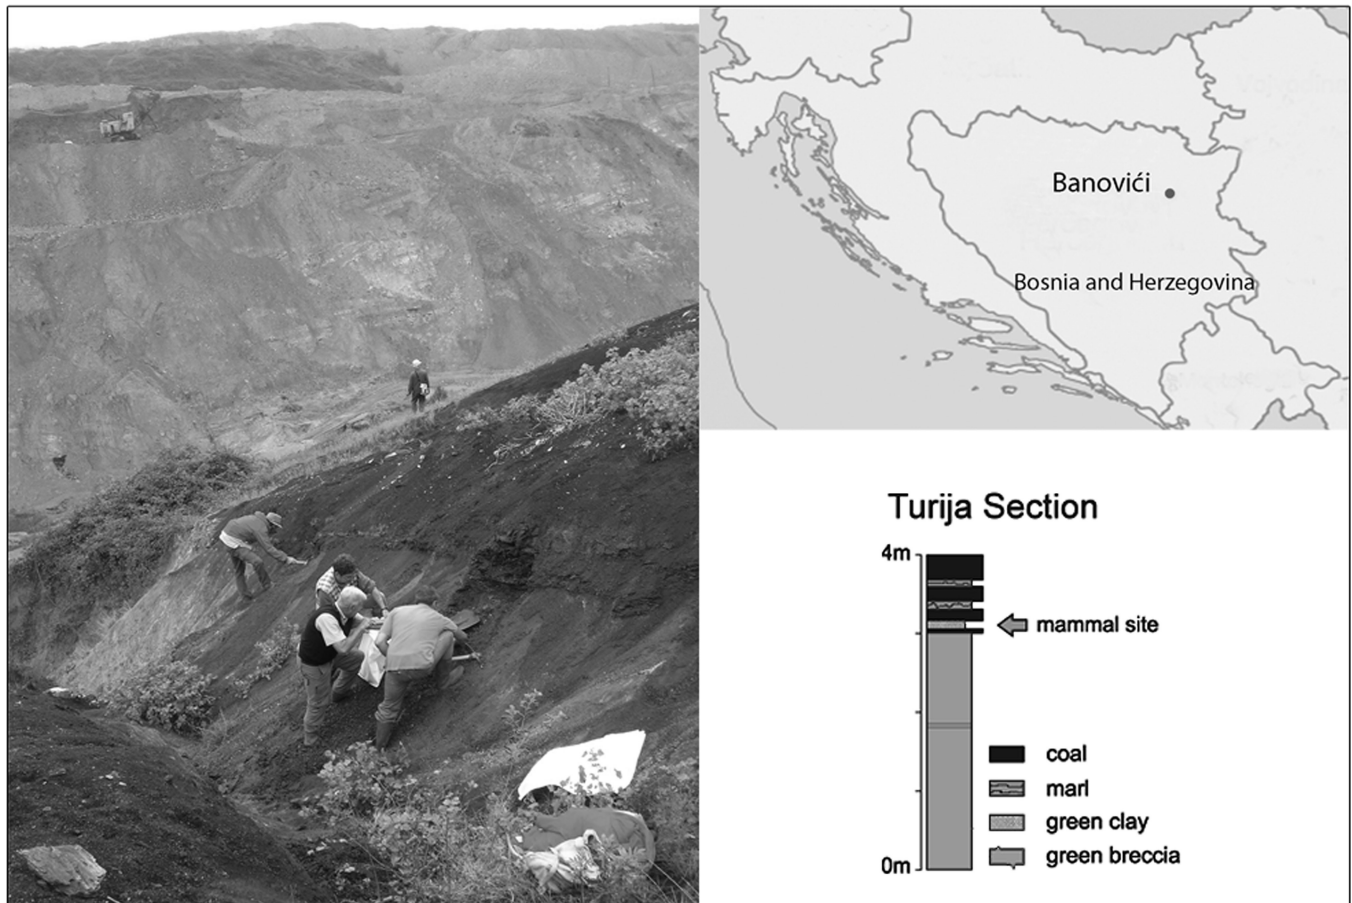 Banovići
Bosnia and Herzegovina
Turija Section
4m
mammal site
coal
marl
green clay
green breccia
0m